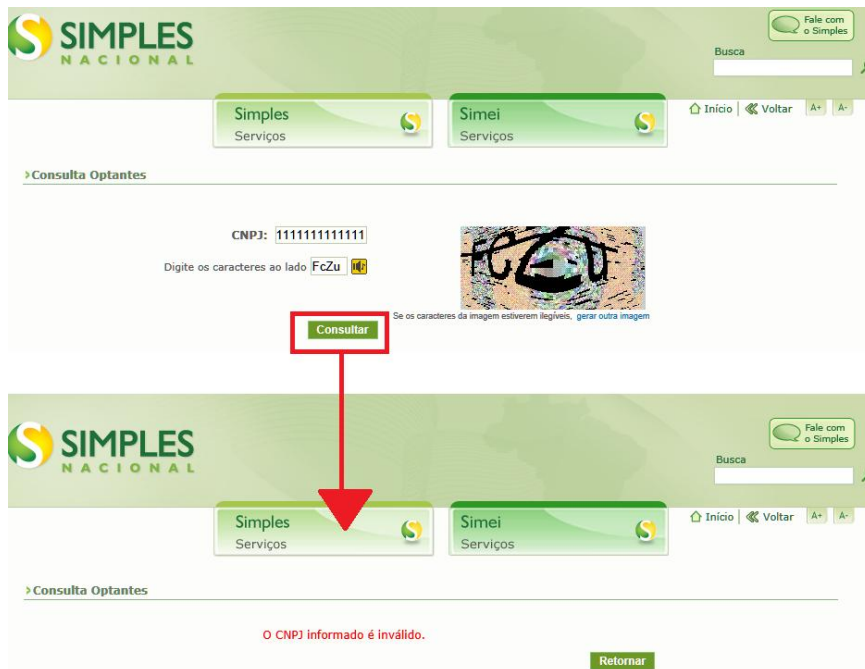 Fale com
o Simples
SIMPLES
NACIONAL
Busca
Início Voltar A+ A-
Simples
Serviços
Simei
Serviços
>Consulta Optantes
CNPJ: 1111111111111
Digite os caracteres ao lado FcZu
FCZU
Se os caracteres da imagem estiverem ilegíveis, gerar outra imagem
Consultar
Fale com
o Simples
SIMPLES
NACIONAL
Busca
Início Voltar A+ A-
Simples
Serviços
Simei
Serviços
>Consulta Optantes
O CNPJ informado é inválido.
Retornar